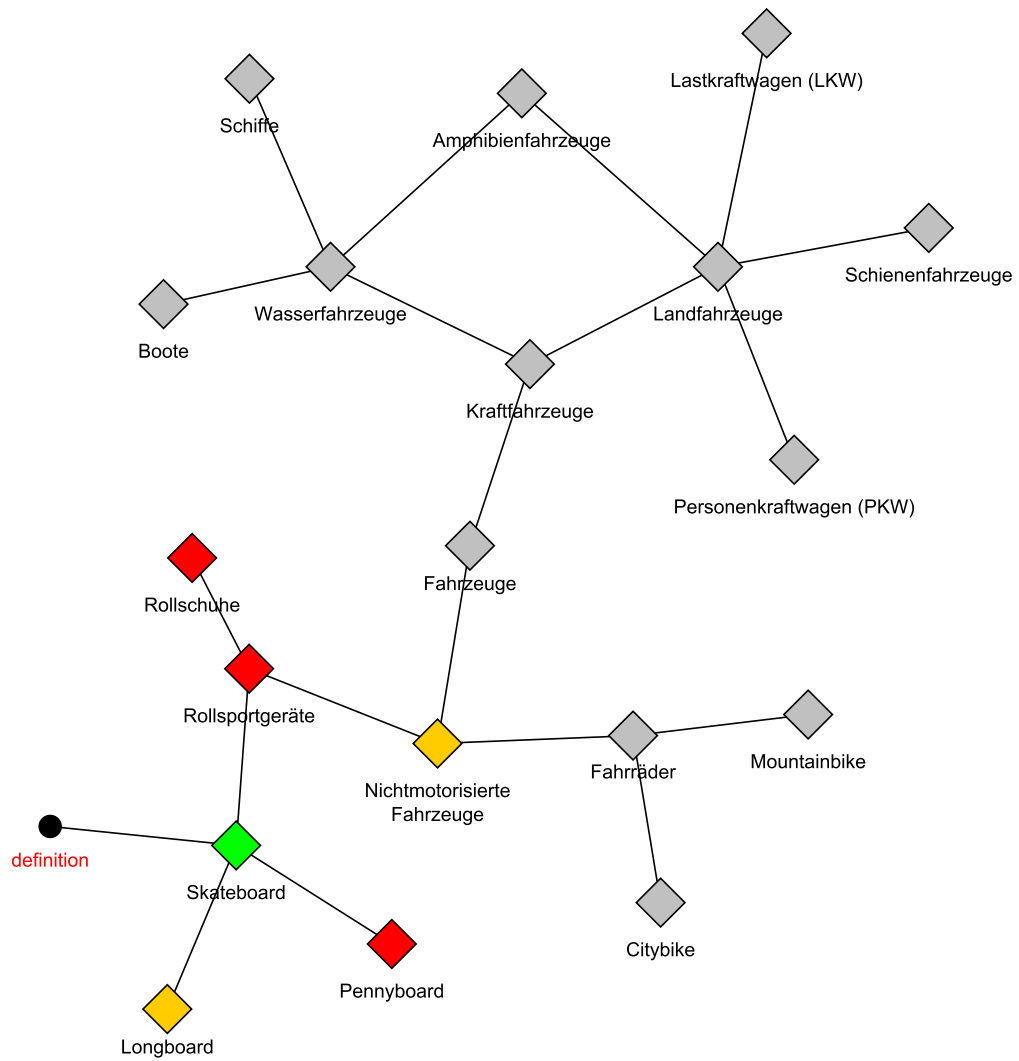 Lastkraftwagen (LKW)
Schiffe
Amphibienfahrzeuge
Schienenfahrzeuge
Wasserfahrzeuge
Landfahrzeuge
Boote
Kraftfahrzeuge
Personenkraftwagen (PKW)
Fahrzeuge
Rollschuhe
Rollsportgeräte
Mountainbike
Fahrräder
Nichtmotorisierte
Fahrzeuge
definition
Skateboard
Citybike
Pennyboard
Longboard